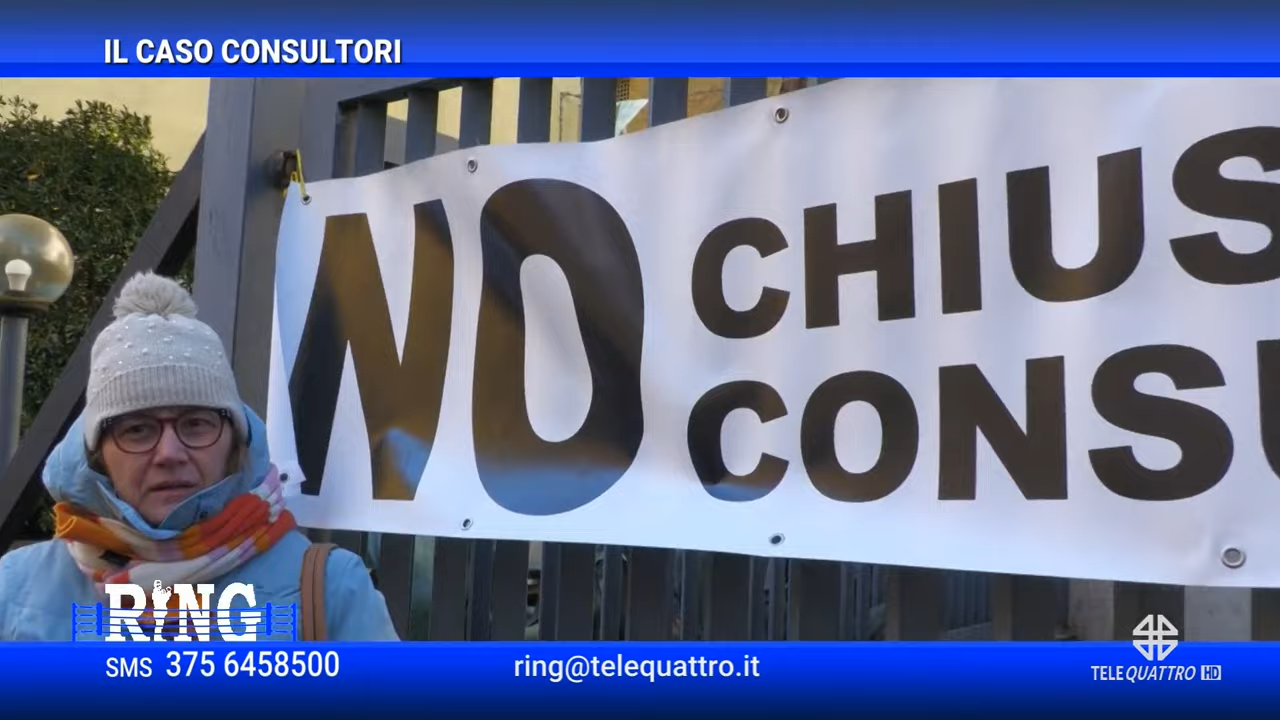 IL CASO CONSULTORI
NO
CHIUS
CONSU
RING
SMS 375 6458500
ring@telequattro.it
TELEQUATTRO HD